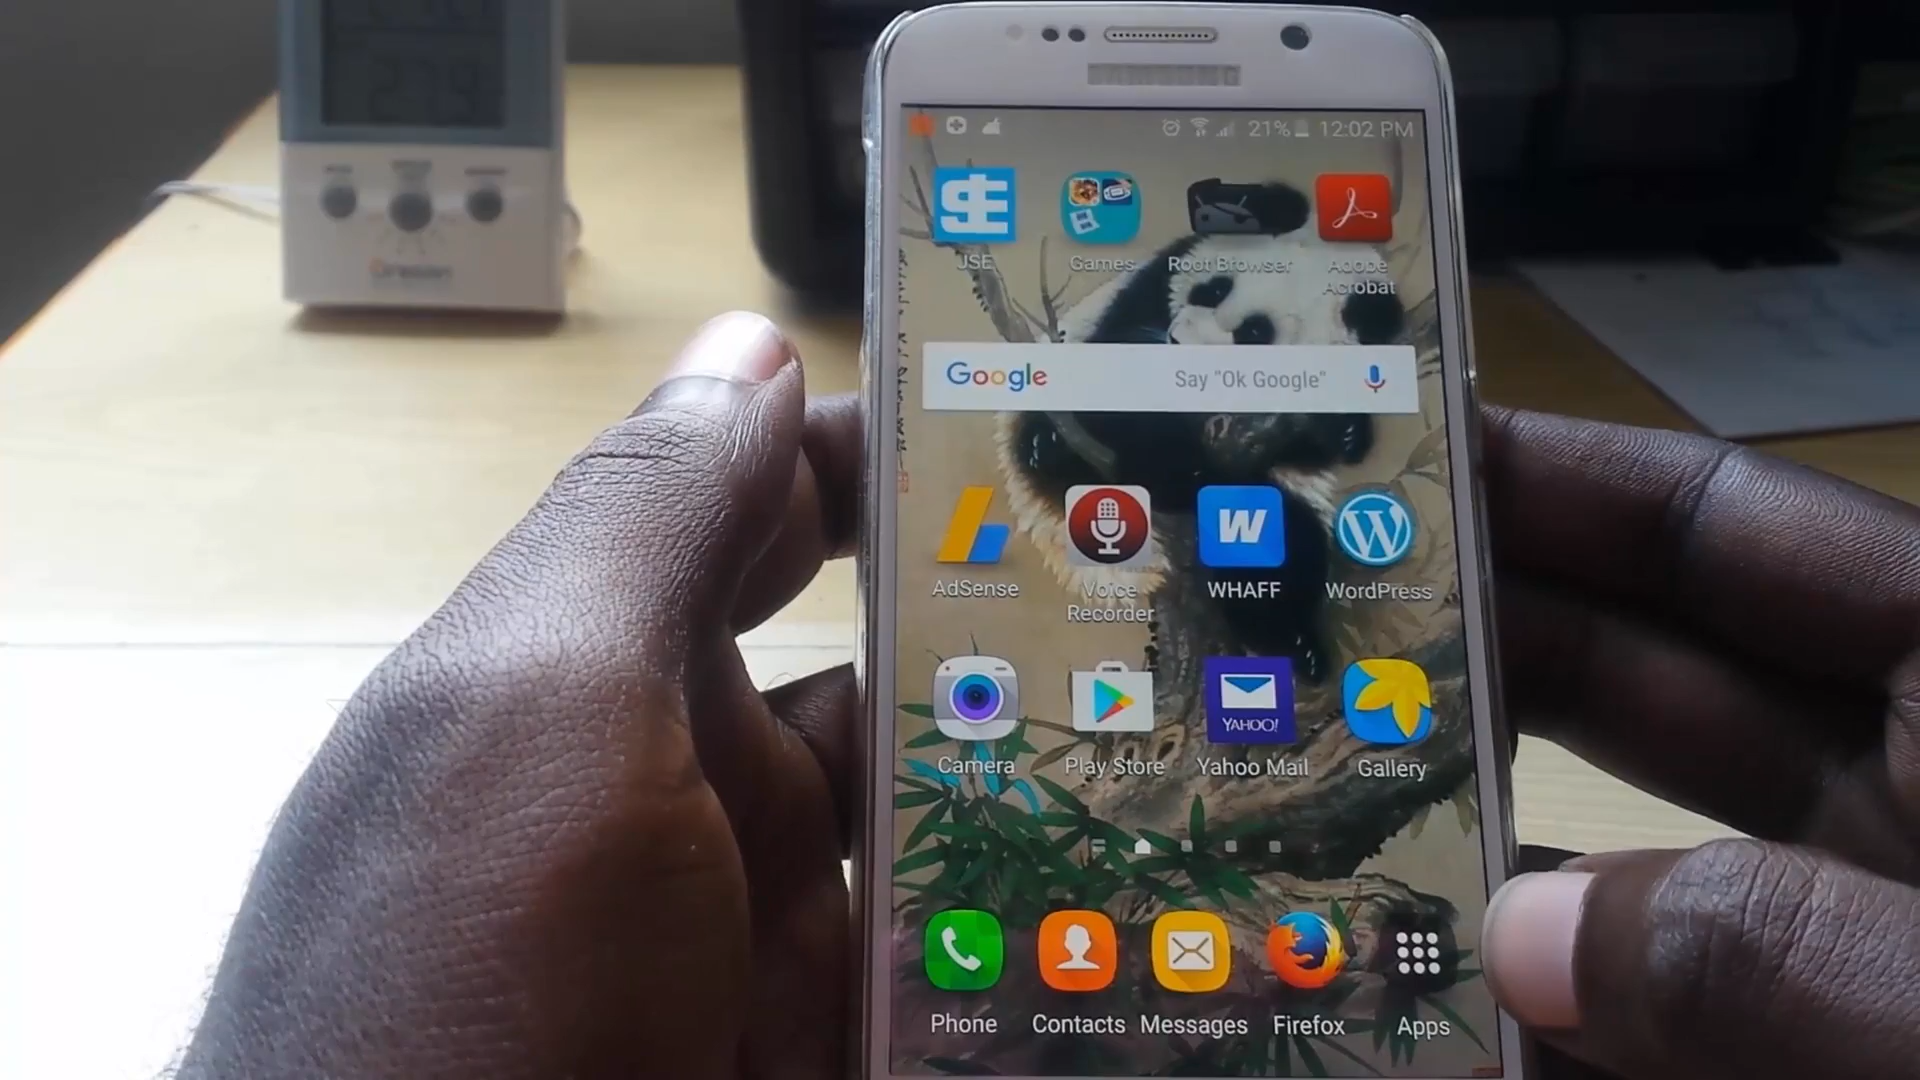 21% 12:02 PM
JSE Games Root Browser Adobe Acrobat
Google Say "Ok Google"
AdSense Voice Recorder WHAFF WordPress
YAHOO!
Camera Play Store Yahoo Mail Gallery
Phone Contacts Messages Firefox Apps